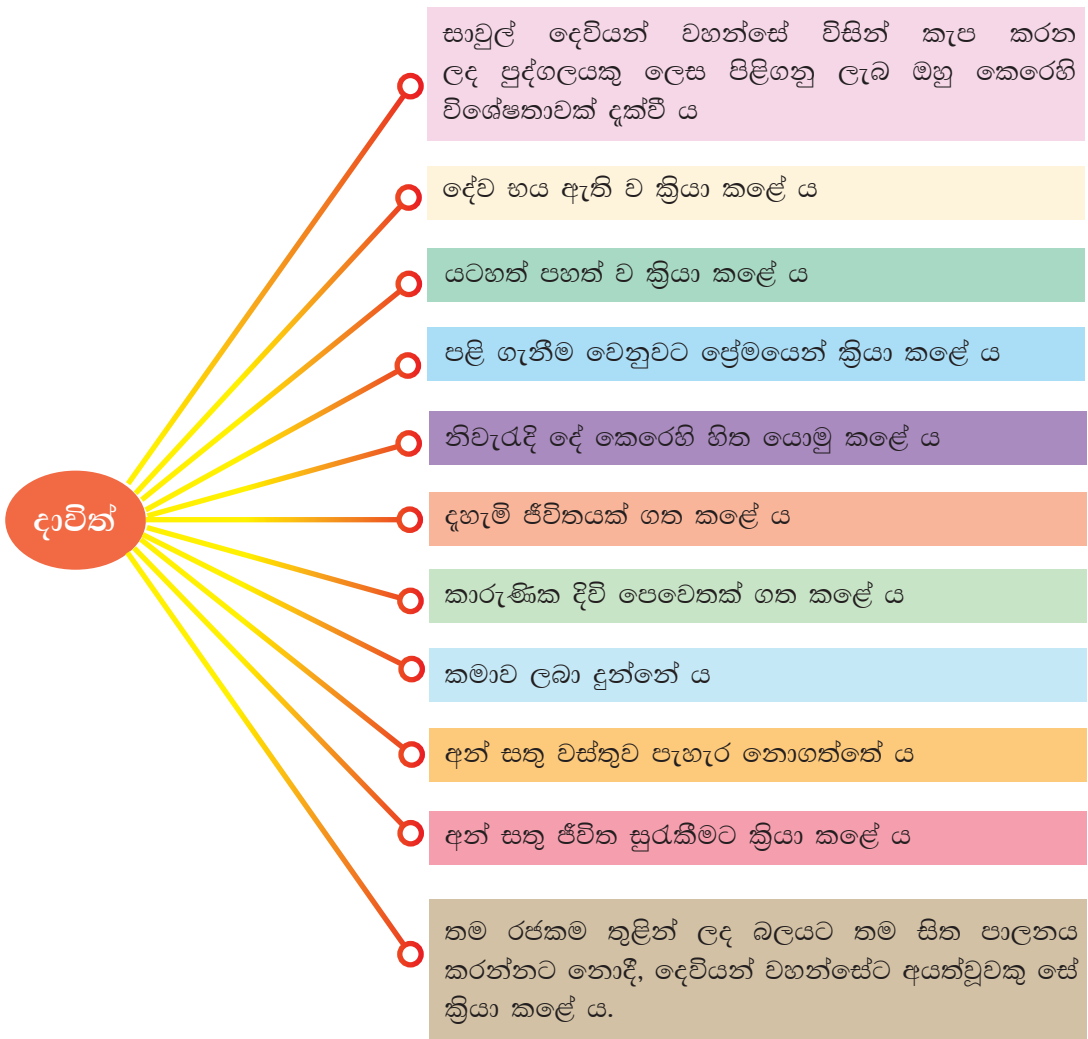 සාවුල් දෙවියන් වහන්සේ විසින් කැප කරන
ලද පුද්ගලයකු ලෙස පිළිගනු ලැබ ඔහු කෙරෙහි
විශේෂතාවක් දැක්වී ය
දේව භය ඇති ව ක්‍රියා කළේ ය
යටහත් පහත් ව ක්‍රියා කළේ ය
පළි ගැනීම වෙනුවට ප්‍රේමයෙන් ක්‍රියා කළේ ය
නිවැරැදි දේ කෙරෙහි හිත යොමු කළේ ය
දාවිත්
දැහැමි ජීවිතයක් ගත කළේ ය
කාරුණික දිවි පෙවෙතක් ගත කළේ ය
කමාව ලබා දුන්නේ ය
අන් සතු වස්තුව පැහැර නොගත්තේ ය
අන් සතු ජීවිත සුරැකීමට ක්‍රියා කළේ ය
තම රජකම තුළින් ලද බලයට තම සිත පාලනය
කරන්නට නොදී, දෙවියන් වහන්සේට අයත්වූවකු සේ
ක්‍රියා කළේ ය.